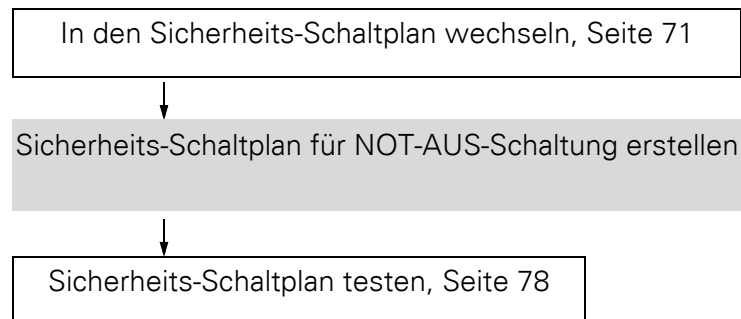 In den Sicherheits-Schaltplan wechseln, Seite 71
Sicherheits-Schaltplan für NOT-AUS-Schaltung erstellen
Sicherheits-Schaltplan testen, Seite 78